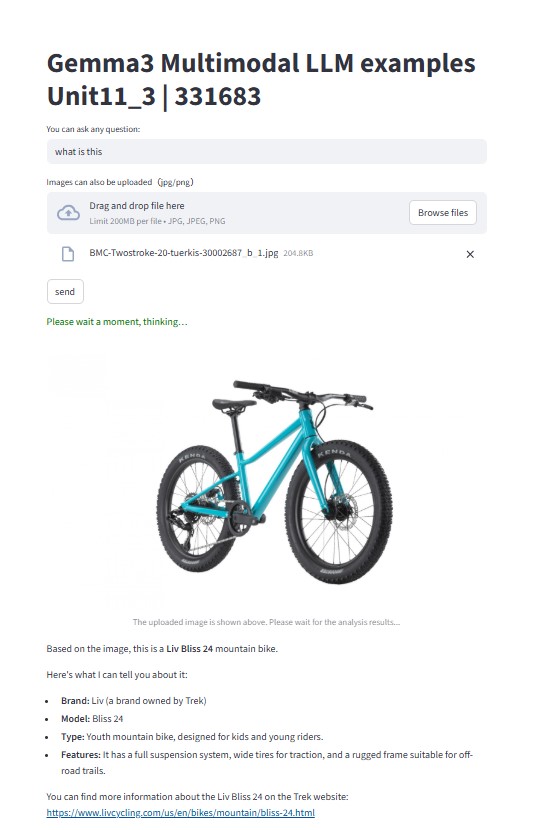 Gemma3 Multimodal LLM examples
Unit11_3 | 331683
You can ask any question:
what is this
Images can also be uploaded（jpg/png）
Drag and drop file here
Limit 200MB per file • JPG, JPEG, PNG
Browse files
BMC-Twostroke-20-tuerkis-30002687_b_1.jpg 204.8KB
send
Please wait a moment, thinking…
KENDA
KENDA
The uploaded image is shown above. Please wait for the analysis results...
Based on the image, this is a Liv Bliss 24 mountain bike.
Here's what I can tell you about it:
• Brand: Liv (a brand owned by Trek)
• Model: Bliss 24
• Type: Youth mountain bike, designed for kids and young riders.
• Features: It has a full suspension system, wide tires for traction, and a rugged frame suitable for off-
road trails.
You can find more information about the Liv Bliss 24 on the Trek website:
https://www.livcycling.com/us/en/bikes/mountain/bliss-24.html